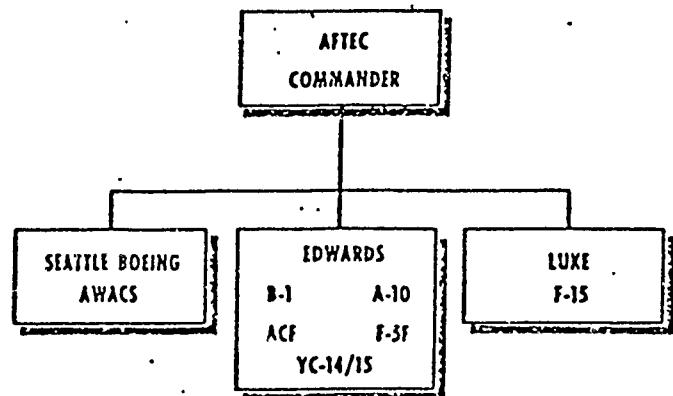 AFTEC
COMMANDER
SEATTLE BOEING
AWACS
EDWARDS
B-1 A-10
ACF F-5F
YC-14/15
LUKE
F-15